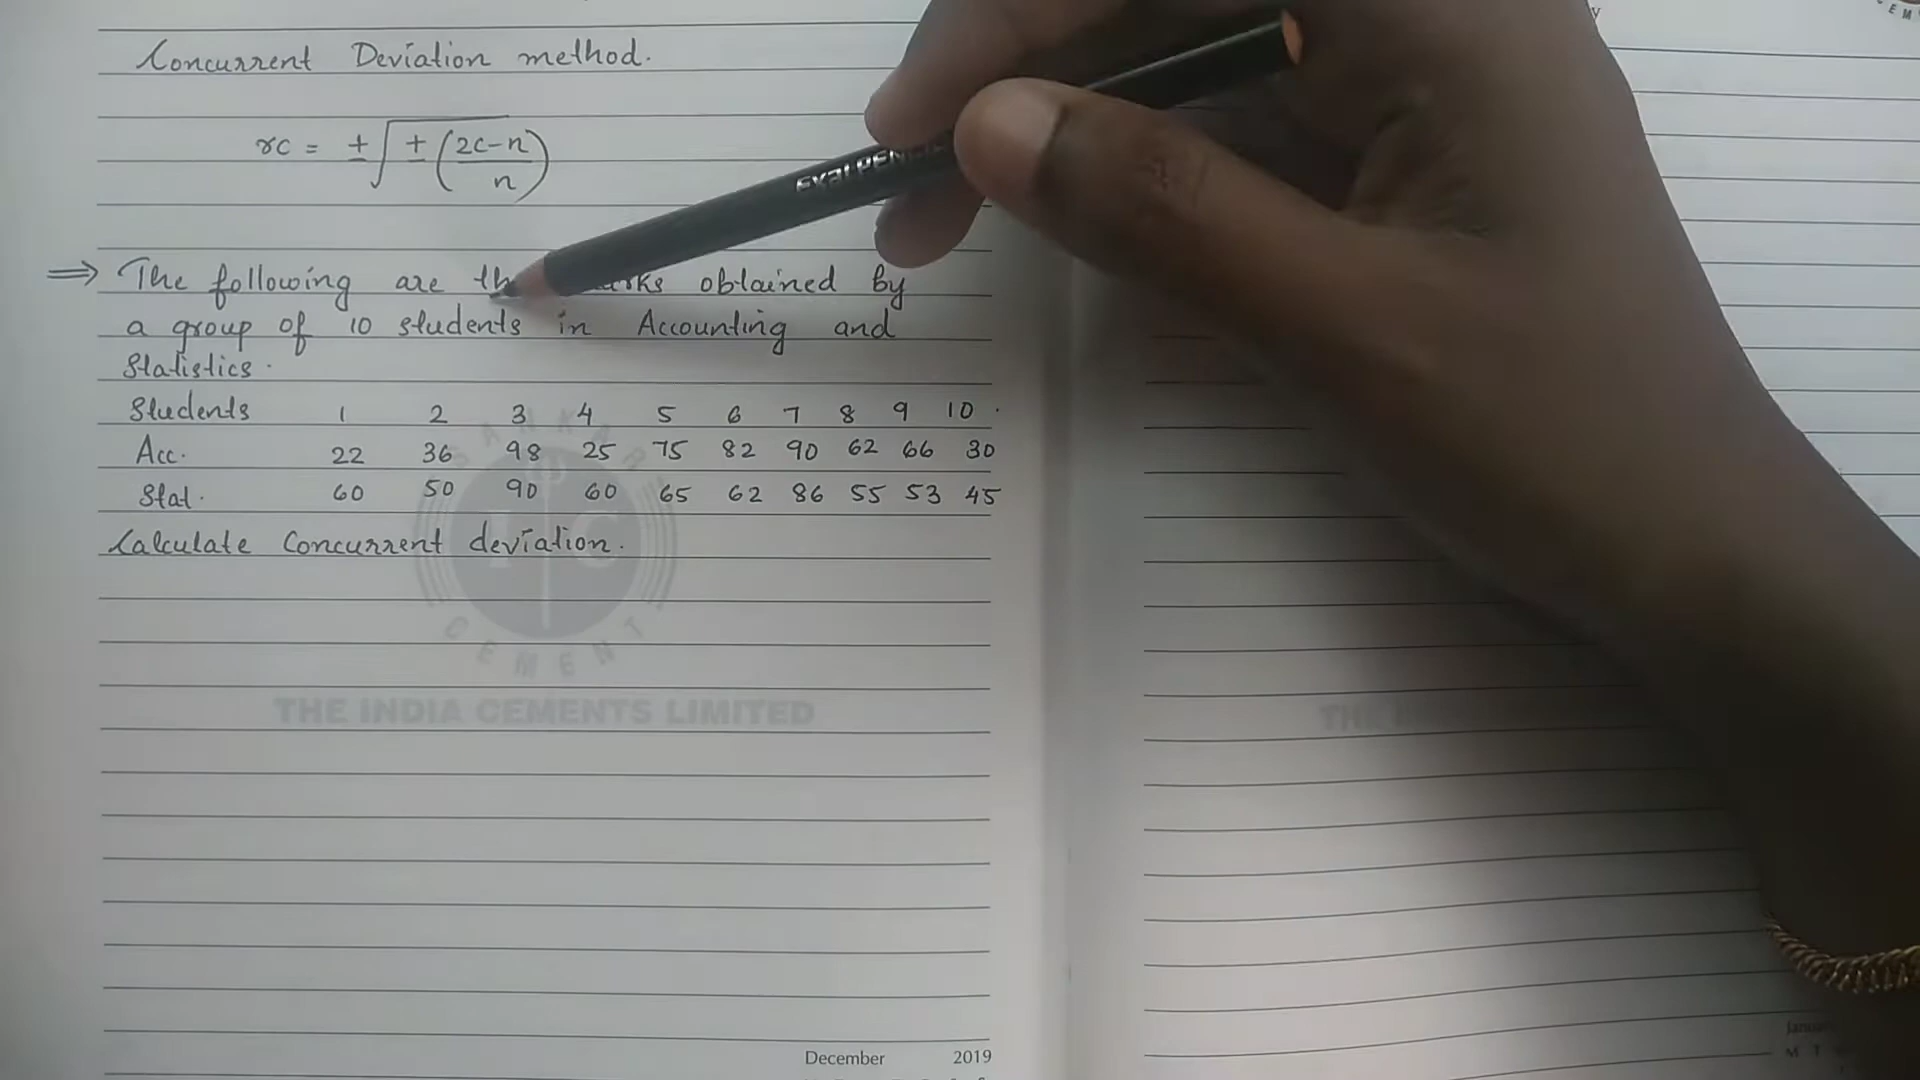 Concurrent Deviation method.
rc = ± √ ± (2c-n / n)
⇒ The following are obtained by
a group of 10 students in Accounting and
Statistics.
Students 1 2 3 4 5 6 7 8 9 10.
Acc. 22 36 98 25 75 82 90 62 66 30
Stat. 60 50 90 60 65 62 86 55 53 45
Calculate Concurrent deviation.
SANKAR
I C
CEMENT
THE INDIA CEMENTS LIMITED
December 2019